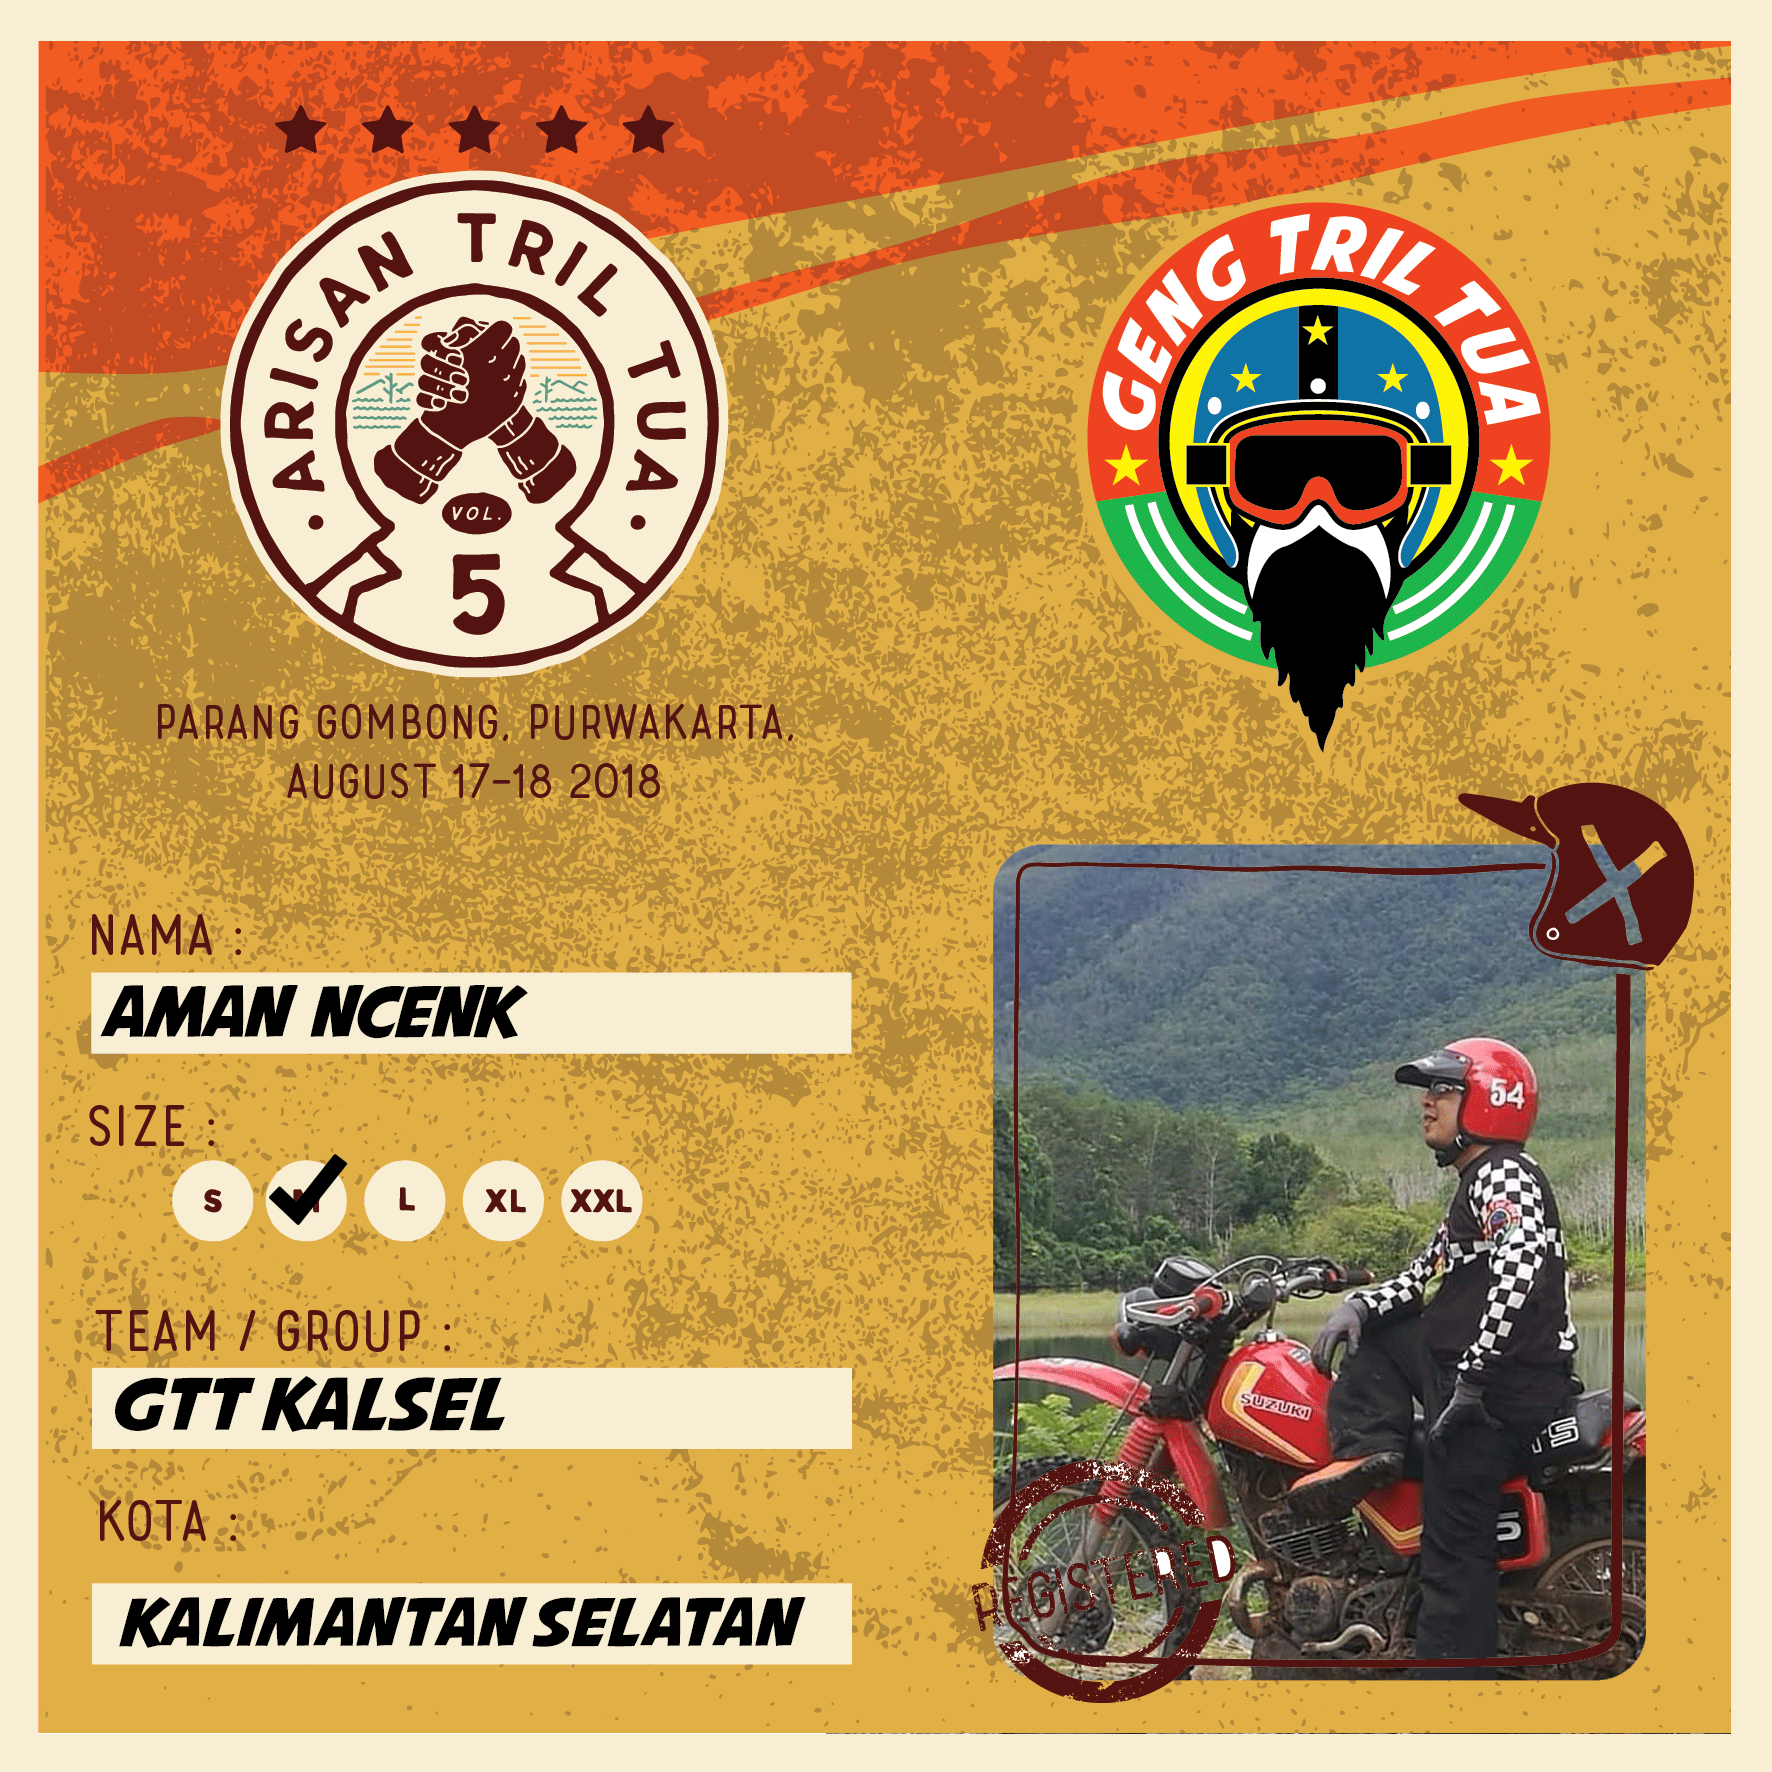 ARISAN TRIL TUA
VOL.
5
GENG TRIL TUA
PARANG GOMBONG, PURWAKARTA,
AUGUST 17-18 2018
NAMA :
AMAN NCENK
SIZE :
S M L XL XXL
TEAM / GROUP :
GTT KALSEL
KOTA :
KALIMANTAN SELATAN
54
SUZUKI
TS
S
REGISTERED